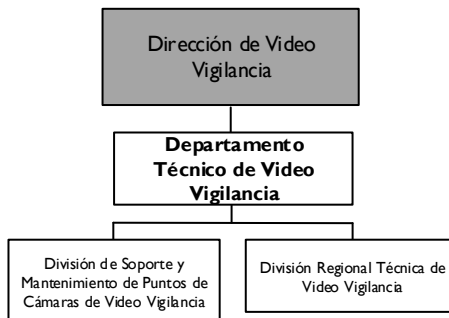 Dirección de Video
Vigilancia
Departamento
Técnico de Video
Vigilancia
División de Soporte y
Mantenimiento de Puntos de
Cámaras de Video Vigilancia
División Regional Técnica de
Video Vigilancia